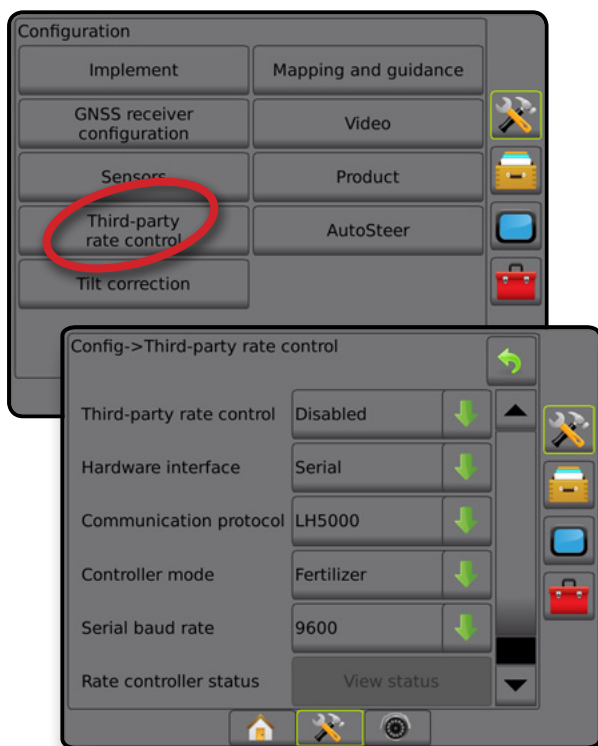 Configuration
Implement
Mapping and guidance
GNSS receiver
configuration
Video
Sensors
Product
Third-party
rate control
AutoSteer
Tilt correction
Config->Third-party rate control
Third-party rate control
Disabled
Hardware interface
Serial
Communication protocol
LH5000
Controller mode
Fertilizer
Serial baud rate
9600
Rate controller status
View status